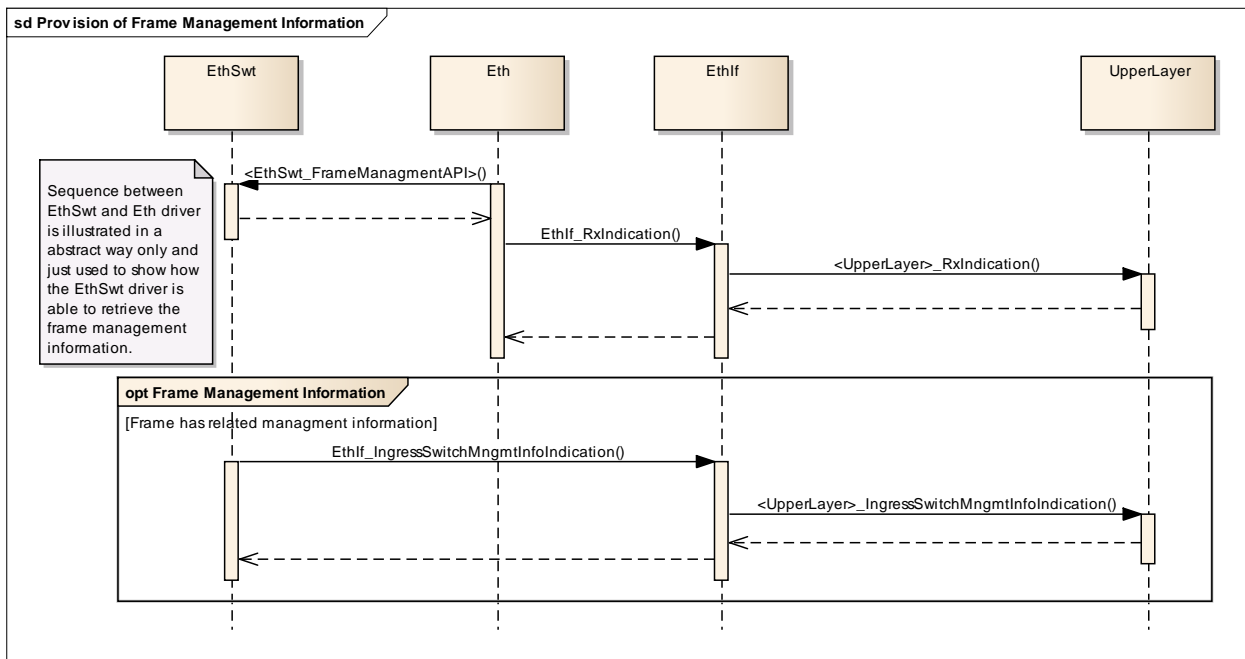 sd Provision of Frame Management Information
EthSwt
Eth
EthIf
UpperLayer
<EthSwt_FrameManagmentAPI>()
Sequence between
EthSwt and Eth driver
is illustrated in a
abstract way only and
just used to show how
the EthSwt driver is
able to retrieve the
frame management
information.
EthIf_RxIndication()
<UpperLayer>_RxIndication()
opt Frame Management Information
[Frame has related managment information]
EthIf_IngressSwitchMngmtInfoIndication()
<UpperLayer>_IngressSwitchMngmtInfoIndication()